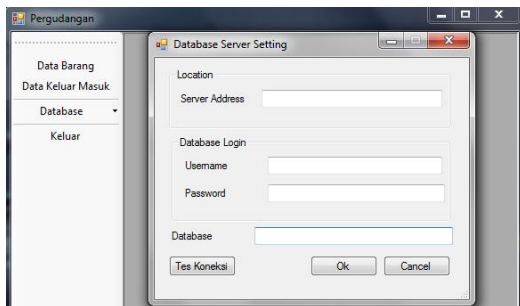 Pergudangan
Database Server Setting
Data Barang
Data Keluar Masuk
Database
Keluar
Location
Server Address
Database Login
Username
Password
Database
Tes Koneksi
Ok
Cancel